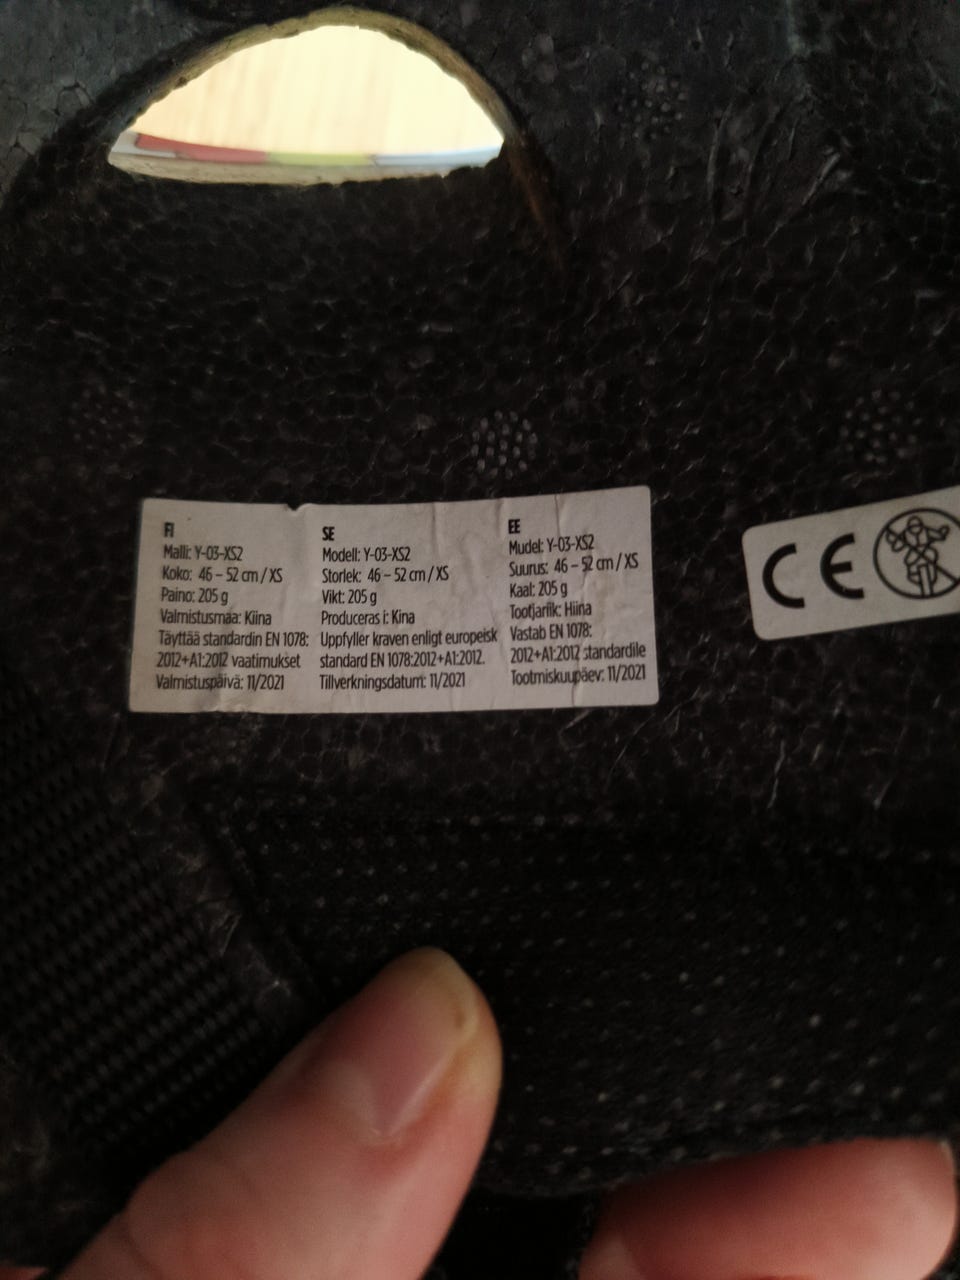 FI
Malli: Y-03-XS2
Koko: 46 – 52 cm / XS
Paino: 205 g
Valmistusmaa: Kiina
Täyttää standardin EN 1078:
2012+A1:2012 vaatimukset
Valmistuspäivä: 11/2021
SE
Modell: Y-03-XS2
Storlek: 46 – 52 cm / XS
Vikt: 205 g
Produceras i: Kina
Uppfyller kraven enligt europeisk
standard EN 1078:2012+A1:2012.
Tillverkningsdatum: 11/2021
EE
Mudel: Y-03-XS2
Suurus: 46 – 52 cm / XS
Kaal: 205 g
Tootjariik: Hiina
Vastab EN 1078:
2012+A1:2012 standardile
Tootmiskuupäev: 11/2021
CE